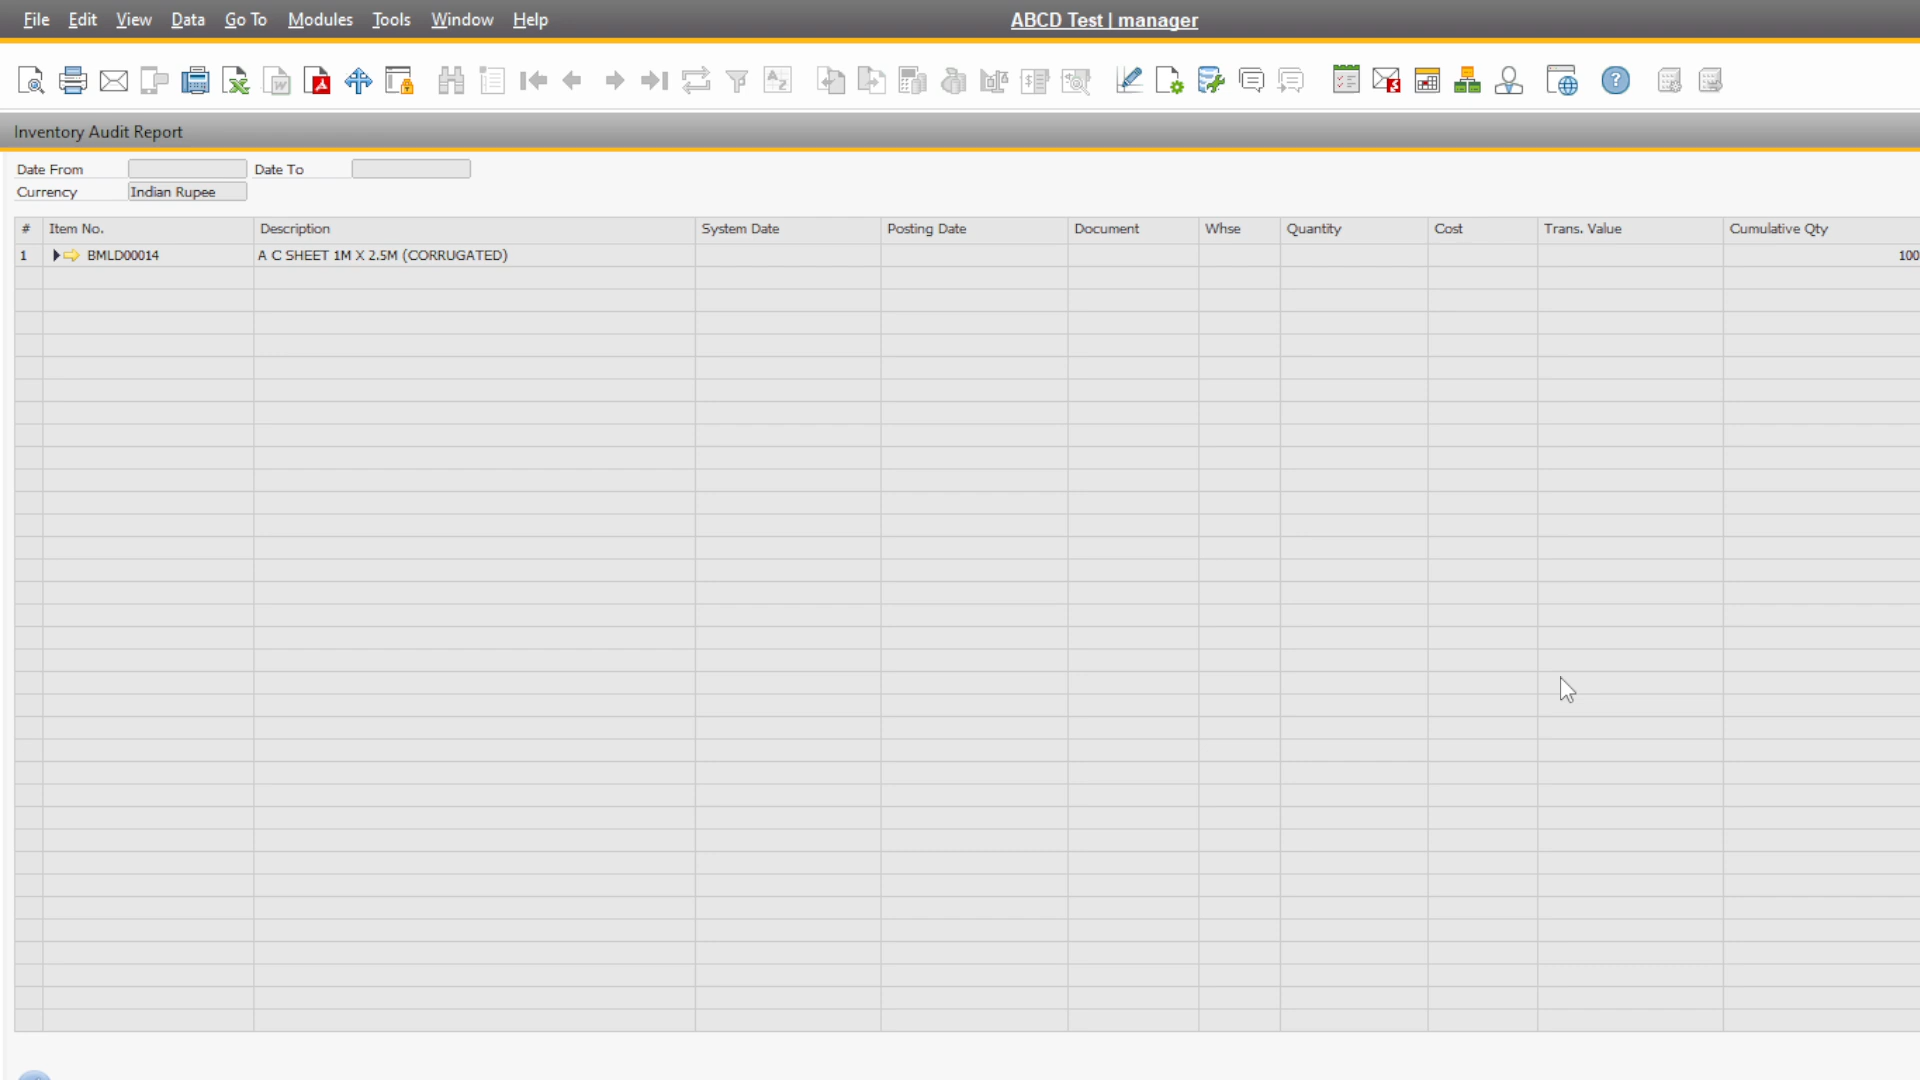 File Edit View Data Go To Modules Tools Window Help ABCD Test | manager
Inventory Audit Report
Date From Date To
Currency Indian Rupee
# Item No. Description System Date Posting Date Document Whse Quantity Cost Trans. Value Cumulative Qty
1 BMLD00014 A C SHEET 1M X 2.5M (CORRUGATED) 100